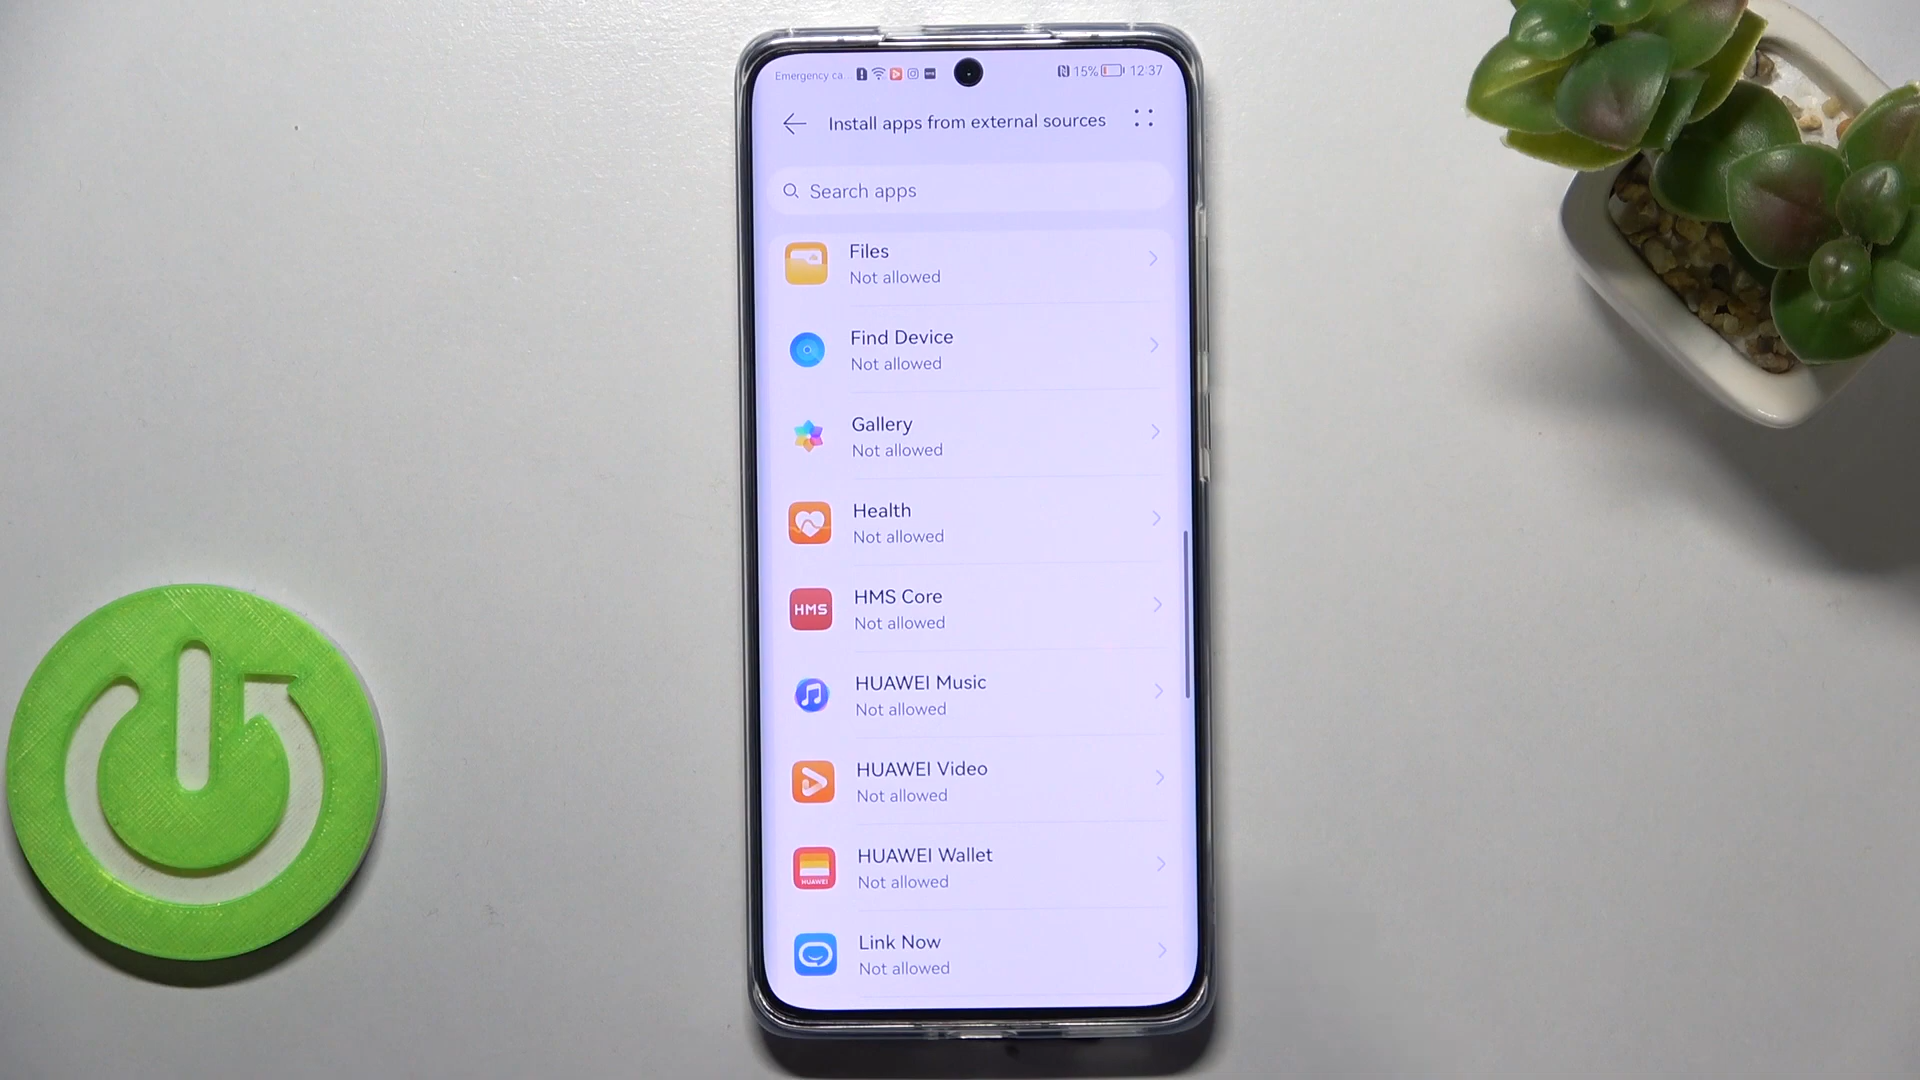 Emergency ca... 15% 12:37
Install apps from external sources
Search apps
Files
Not allowed
Find Device
Not allowed
Gallery
Not allowed
Health
Not allowed
HMS
HMS Core
Not allowed
HUAWEI Music
Not allowed
HUAWEI Video
Not allowed
HUAWEI
HUAWEI Wallet
Not allowed
Link Now
Not allowed